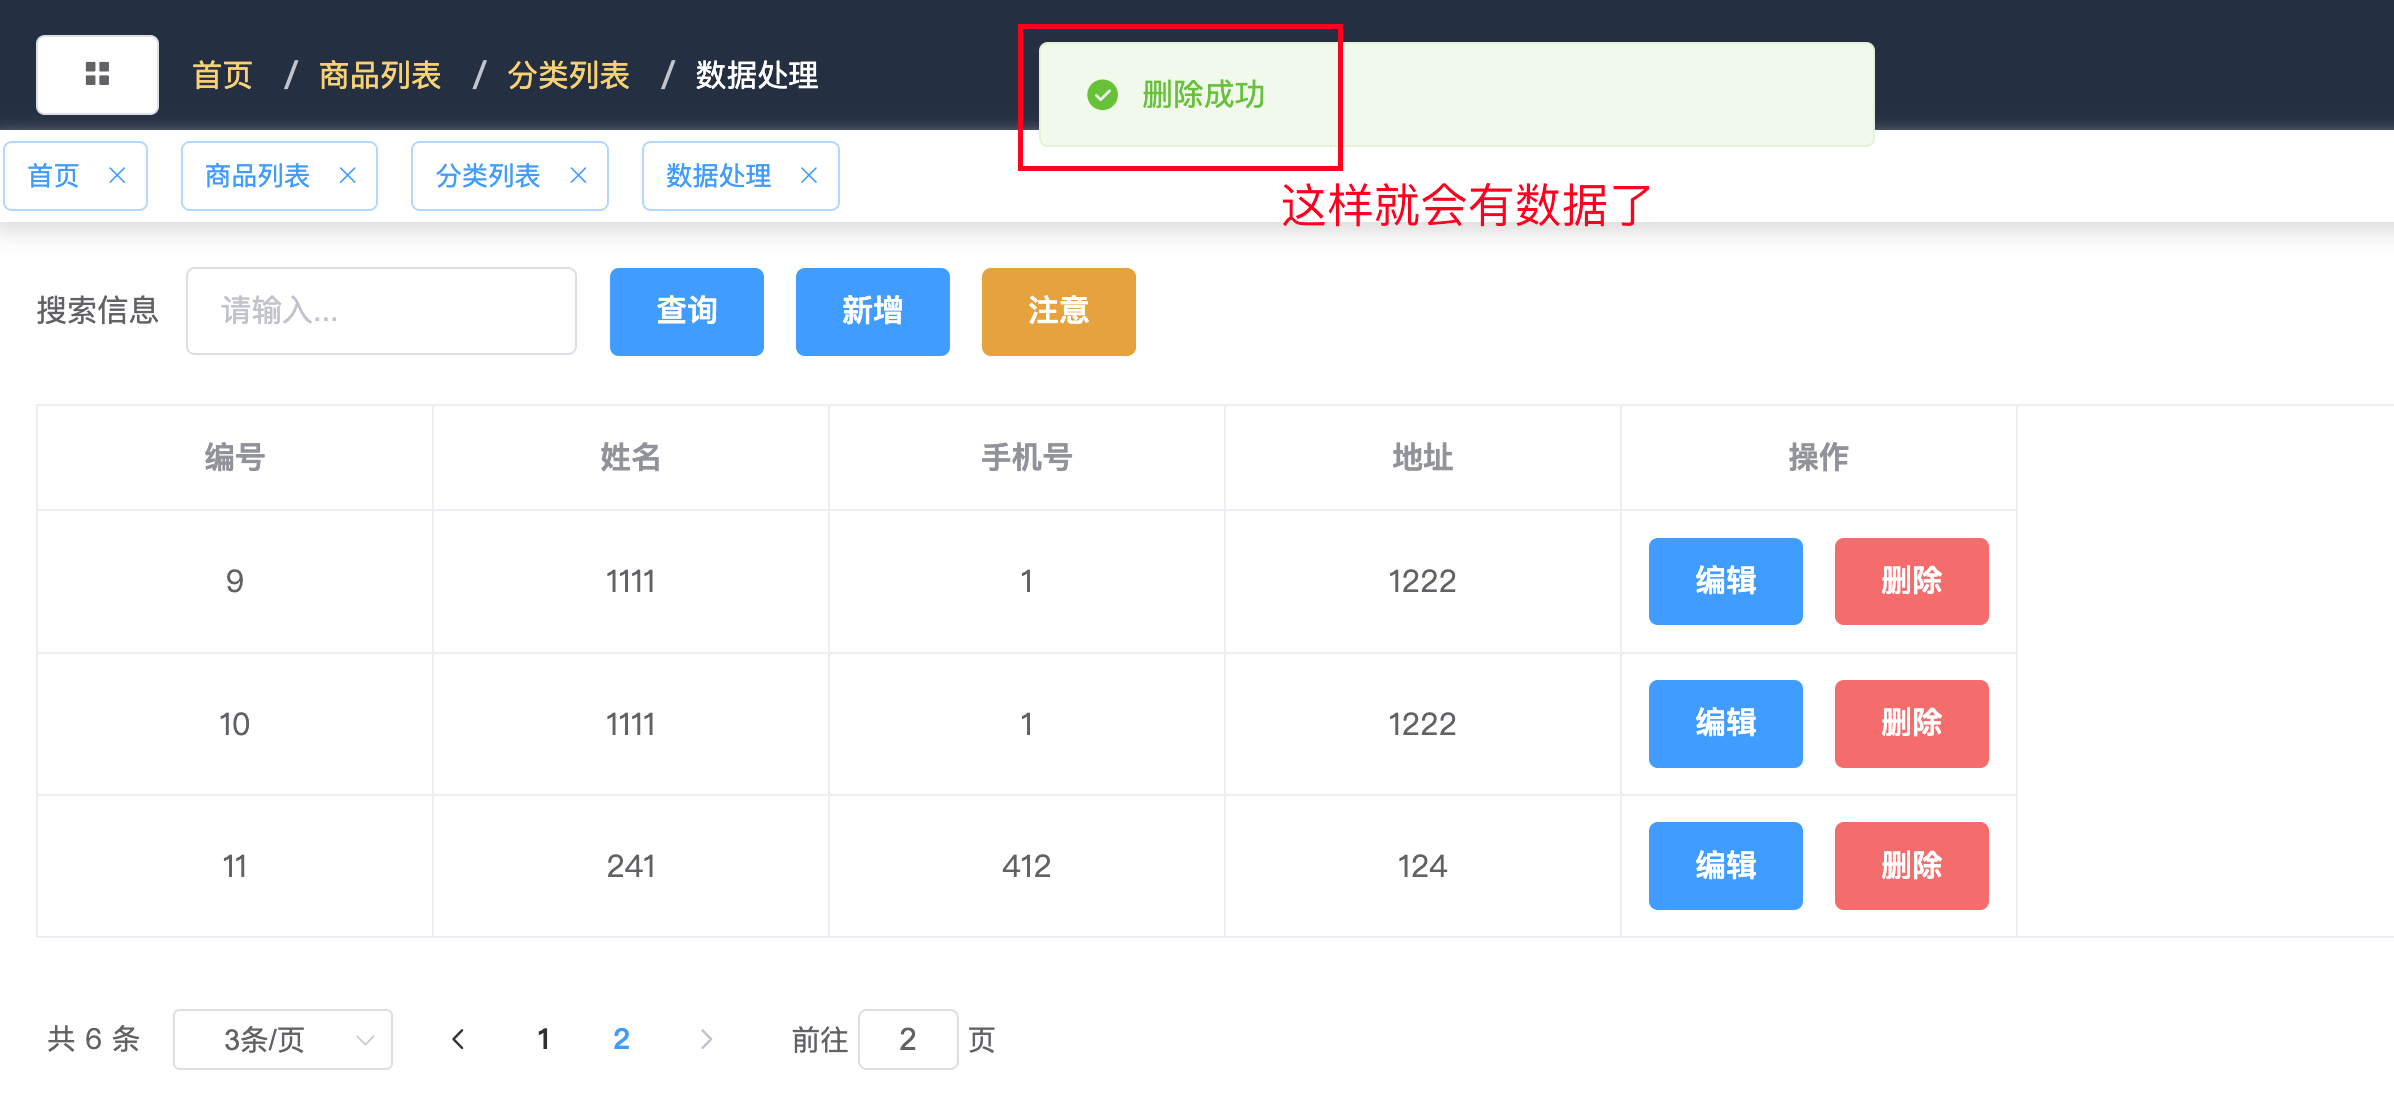 首页 / 商品列表 / 分类列表 / 数据处理
删除成功
首页 商品列表 分类列表 数据处理
这样就会有数据了
搜索信息 请输入... 查询 新增 注意
编号 姓名 手机号 地址 操作
9 1111 1 1222 编辑 删除
10 1111 1 1222 编辑 删除
11 241 412 124 编辑 删除
共 6 条 3条/页 1 2 前往 2 页